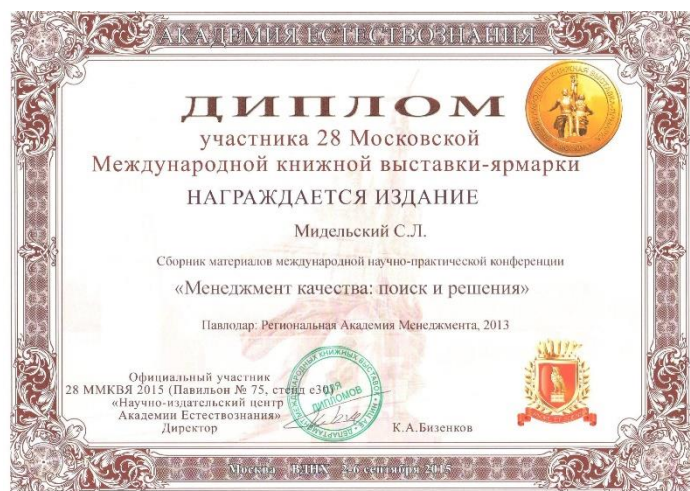 АКАДЕМИЯ ЕСТЕСТВОЗНАНИЯ
ДИПЛОМ
участника 28 Московской
Международной книжной выставки-ярмарки
НАГРАЖДАЕТСЯ ИЗДАНИЕ
Мидельский С.Л.
Сборник материалов международной научно-практической конференции
«Менеджмент качества: поиск и решения»
Павлодар: Региональная Академия Менеджмента, 2013
Официальный участник
28 ММКВЯ 2015 (Павильон № 75, стенд е30)
«Научно-издательский центр
Академии Естествознания»
Директор
К.А.Бизенков
ДЛЯ
ДИПЛОМОВ
Москва ВДНХ 2-6 сентября 2015